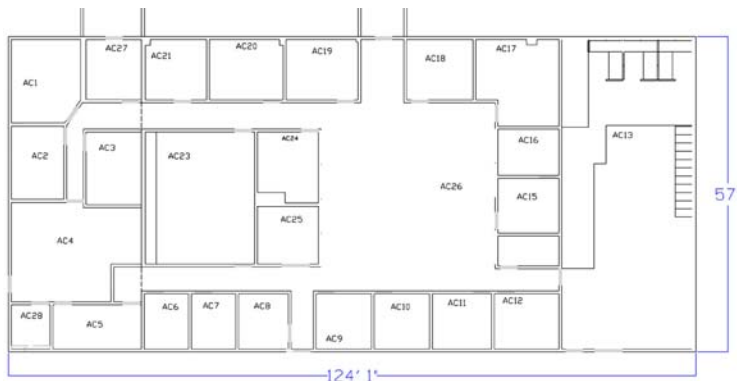 AC27
AC21
AC20
AC19
AC18
AC17
AC1
AC13
AC24
AC16
AC3
AC2
AC23
AC26
AC15
57
AC25
AC4
AC6
AC7
AC8
AC10
AC11
AC12
AC28
AC5
AC9
124' 1"